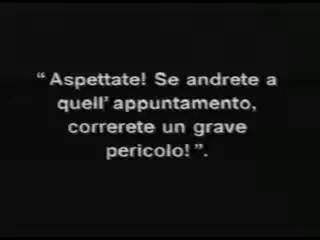 “Aspettate! Se andrete a
quell’appuntamento,
correrete un grave
pericolo!”.